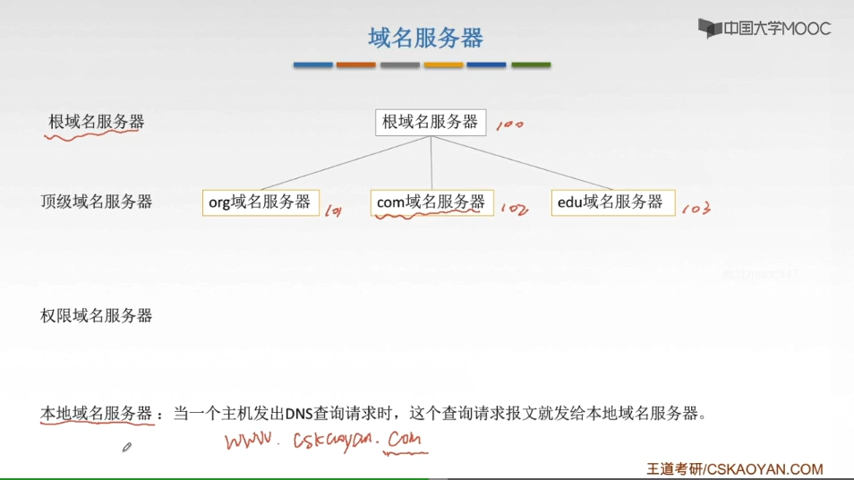 域名服务器
中国大学MOOC
根域名服务器
根域名服务器 100
顶级域名服务器
org域名服务器 101
com域名服务器 102
edu域名服务器 103
权限域名服务器
本地域名服务器：当一个主机发出DNS查询请求时，这个查询请求报文就发给本地域名服务器。
www.cskaoyan.com
王道考研/CSKAOYAN.COM